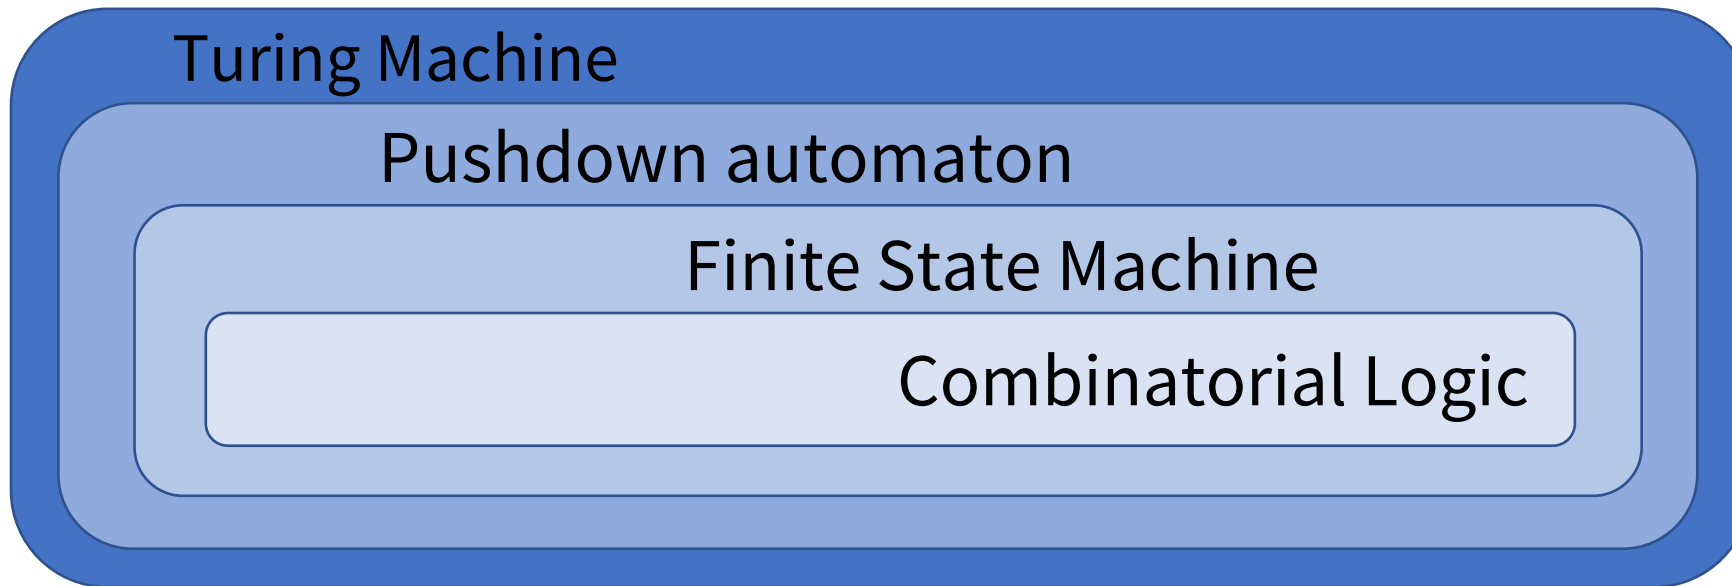 Turing Machine
Pushdown automaton
Finite State Machine
Combinatorial Logic